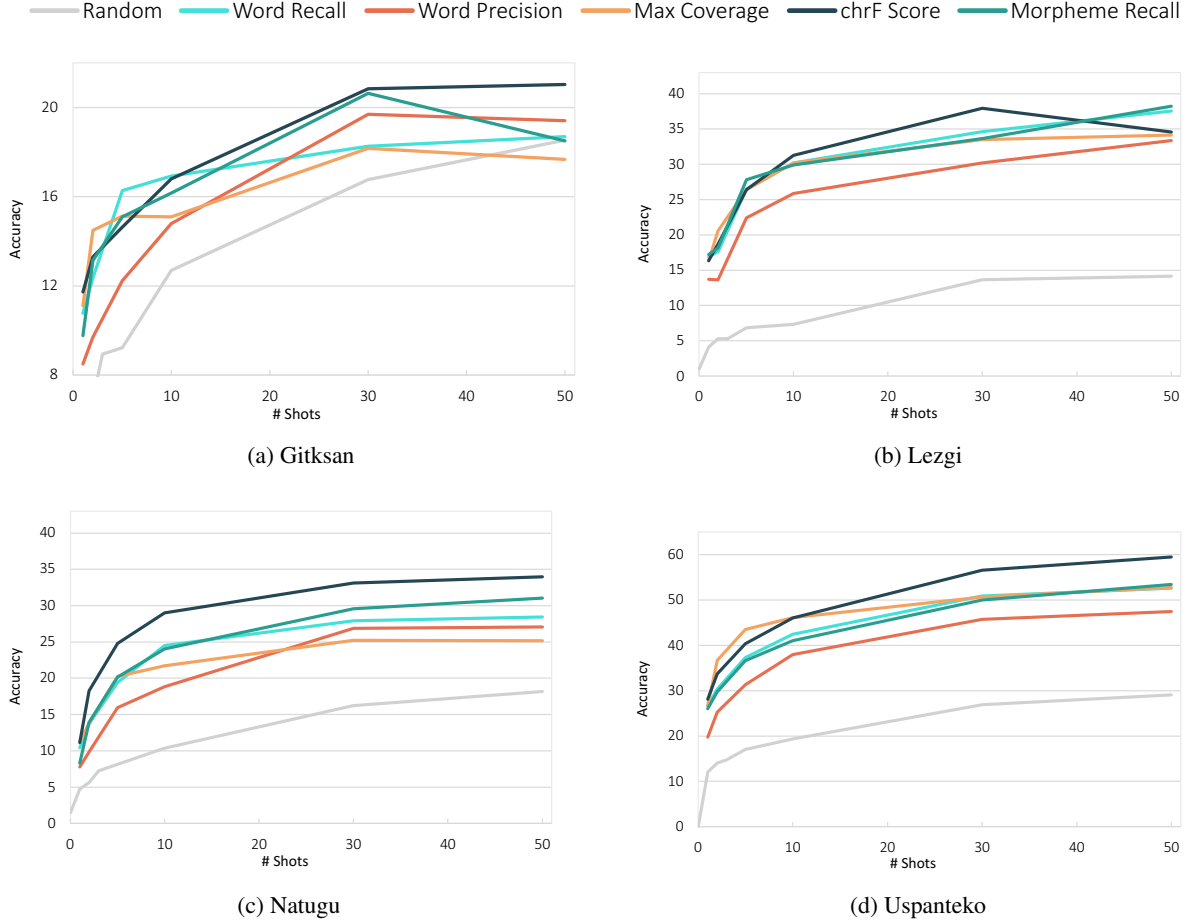 Random Word Recall Word Precision Max Coverage chrF Score Morpheme Recall
20
16
12
8
0 10 20 30 40 50
Accuracy
# Shots
(a) Gitksan
40
35
30
25
20
15
10
5
0
0 10 20 30 40 50
Accuracy
# Shots
(b) Lezgi
40
35
30
25
20
15
10
5
0
0 10 20 30 40 50
Accuracy
# Shots
(c) Natugu
60
50
40
30
20
10
0
0 10 20 30 40 50
Accuracy
# Shots
(d) Uspanteko